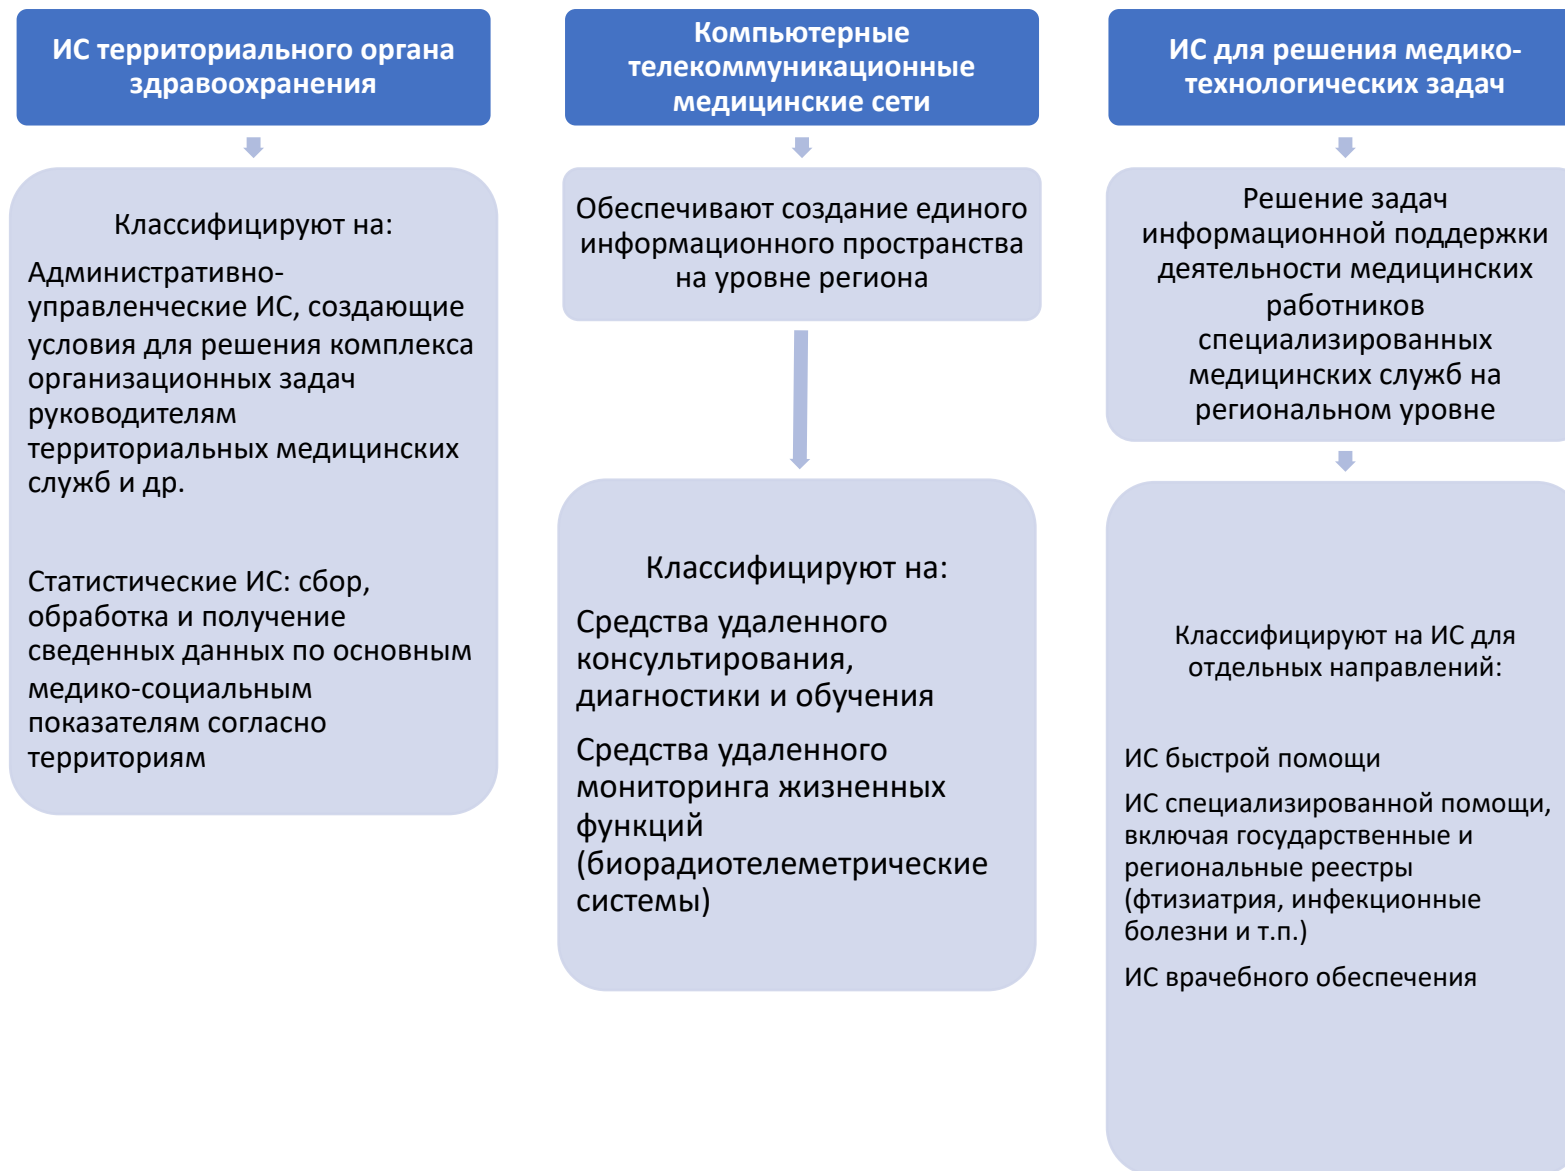 ИС территориального органа
здравоохранения
Классифицируют на:
Административно-
управленческие ИС, создающие
условия для решения комплекса
организационных задач
руководителям
территориальных медицинских
служб и др.
Статистические ИС: сбор,
обработка и получение
сведенных данных по основным
медико-социальным
показателям согласно
территориям
Компьютерные
телекоммуникационные
медицинские сети
Обеспечивают создание единого
информационного пространства
на уровне региона
Классифицируют на:
Средства удаленного
консультирования,
диагностики и обучения
Средства удаленного
мониторинга жизненных
функций
(биорадиотелеметрические
системы)
ИС для решения медико-
технологических задач
Решение задач
информационной поддержки
деятельности медицинских
работников
специализированных
медицинских служб на
региональном уровне
Классифицируют на ИС для
отдельных направлений:
ИС быстрой помощи
ИС специализированной помощи,
включая государственные и
региональные реестры
(фтизиатрия, инфекционные
болезни и т.п.)
ИС врачебного обеспечения